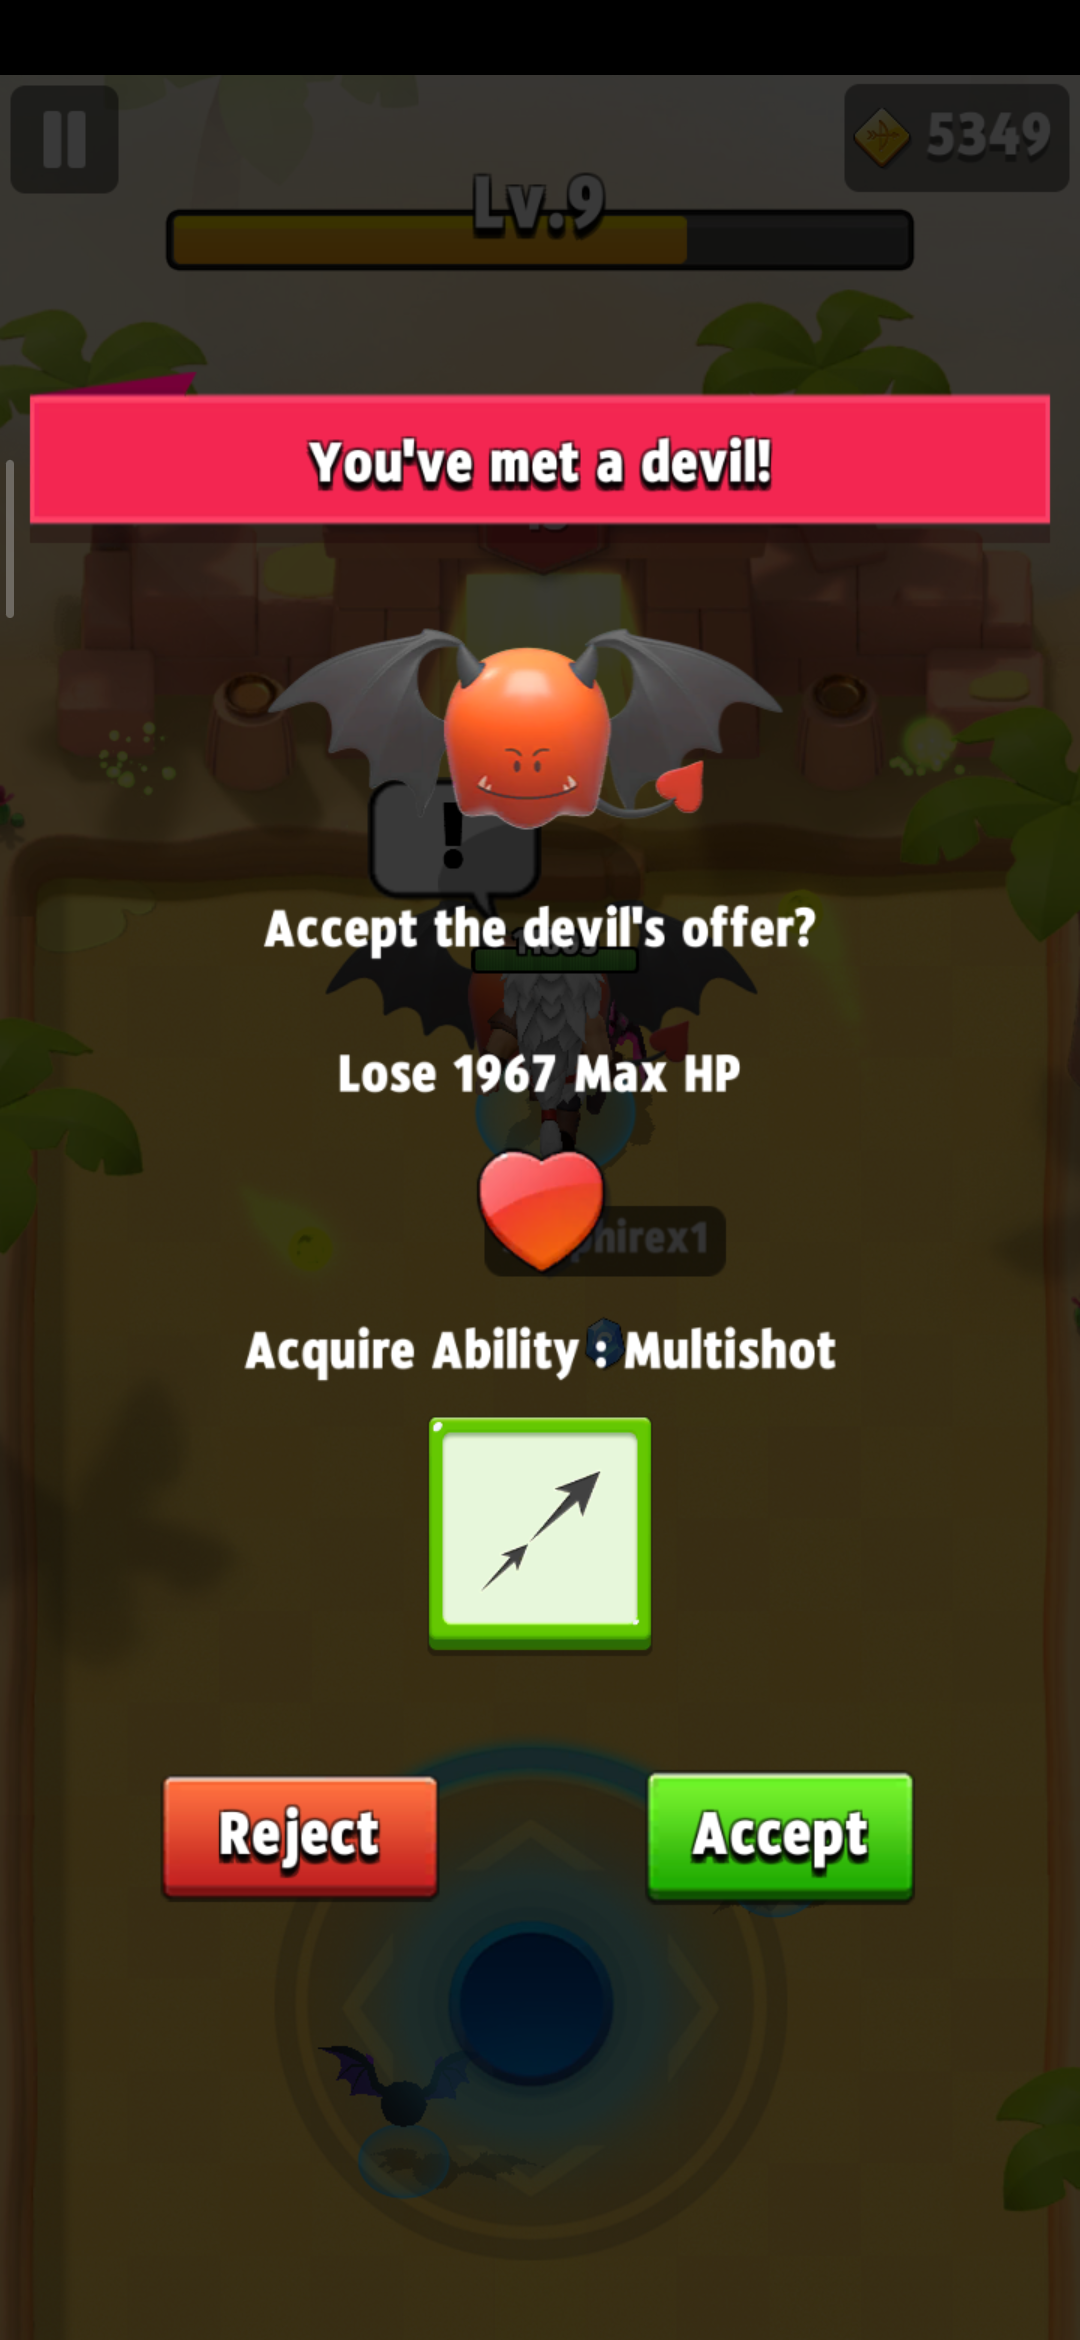 5349
Lv.9
You've met a devil!
!
Accept the devil's offer?
Lose 1967 Max HP
Acquire Ability : Multishot
Reject
Accept